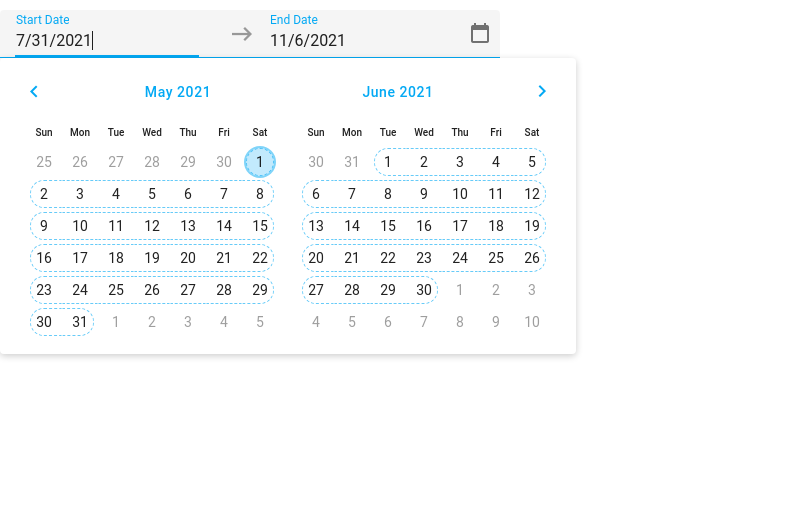 Start Date
7/31/2021
End Date
11/6/2021
May 2021
Sun Mon Tue Wed Thu Fri Sat
25 26 27 28 29 30 1
2 3 4 5 6 7 8
9 10 11 12 13 14 15
16 17 18 19 20 21 22
23 24 25 26 27 28 29
30 31 1 2 3 4 5
June 2021
Sun Mon Tue Wed Thu Fri Sat
30 31 1 2 3 4 5
6 7 8 9 10 11 12
13 14 15 16 17 18 19
20 21 22 23 24 25 26
27 28 29 30 1 2 3
4 5 6 7 8 9 10